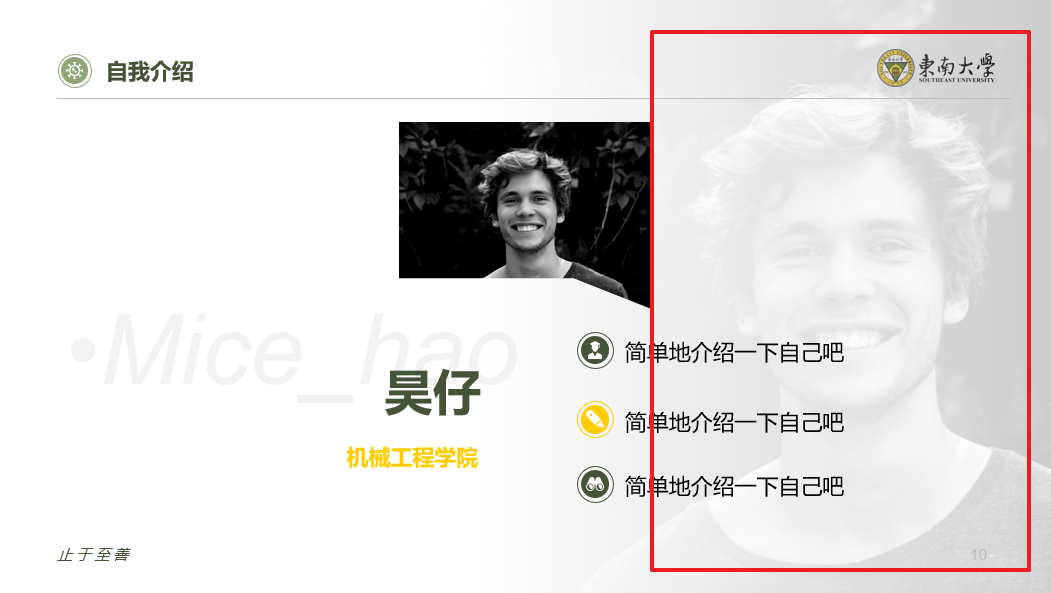 自我介绍
東南大學
SOUTHEAST UNIVERSITY
•Mice_hao
昊仔
机械工程学院
简单地介绍一下自己吧
简单地介绍一下自己吧
简单地介绍一下自己吧
止于至善
10